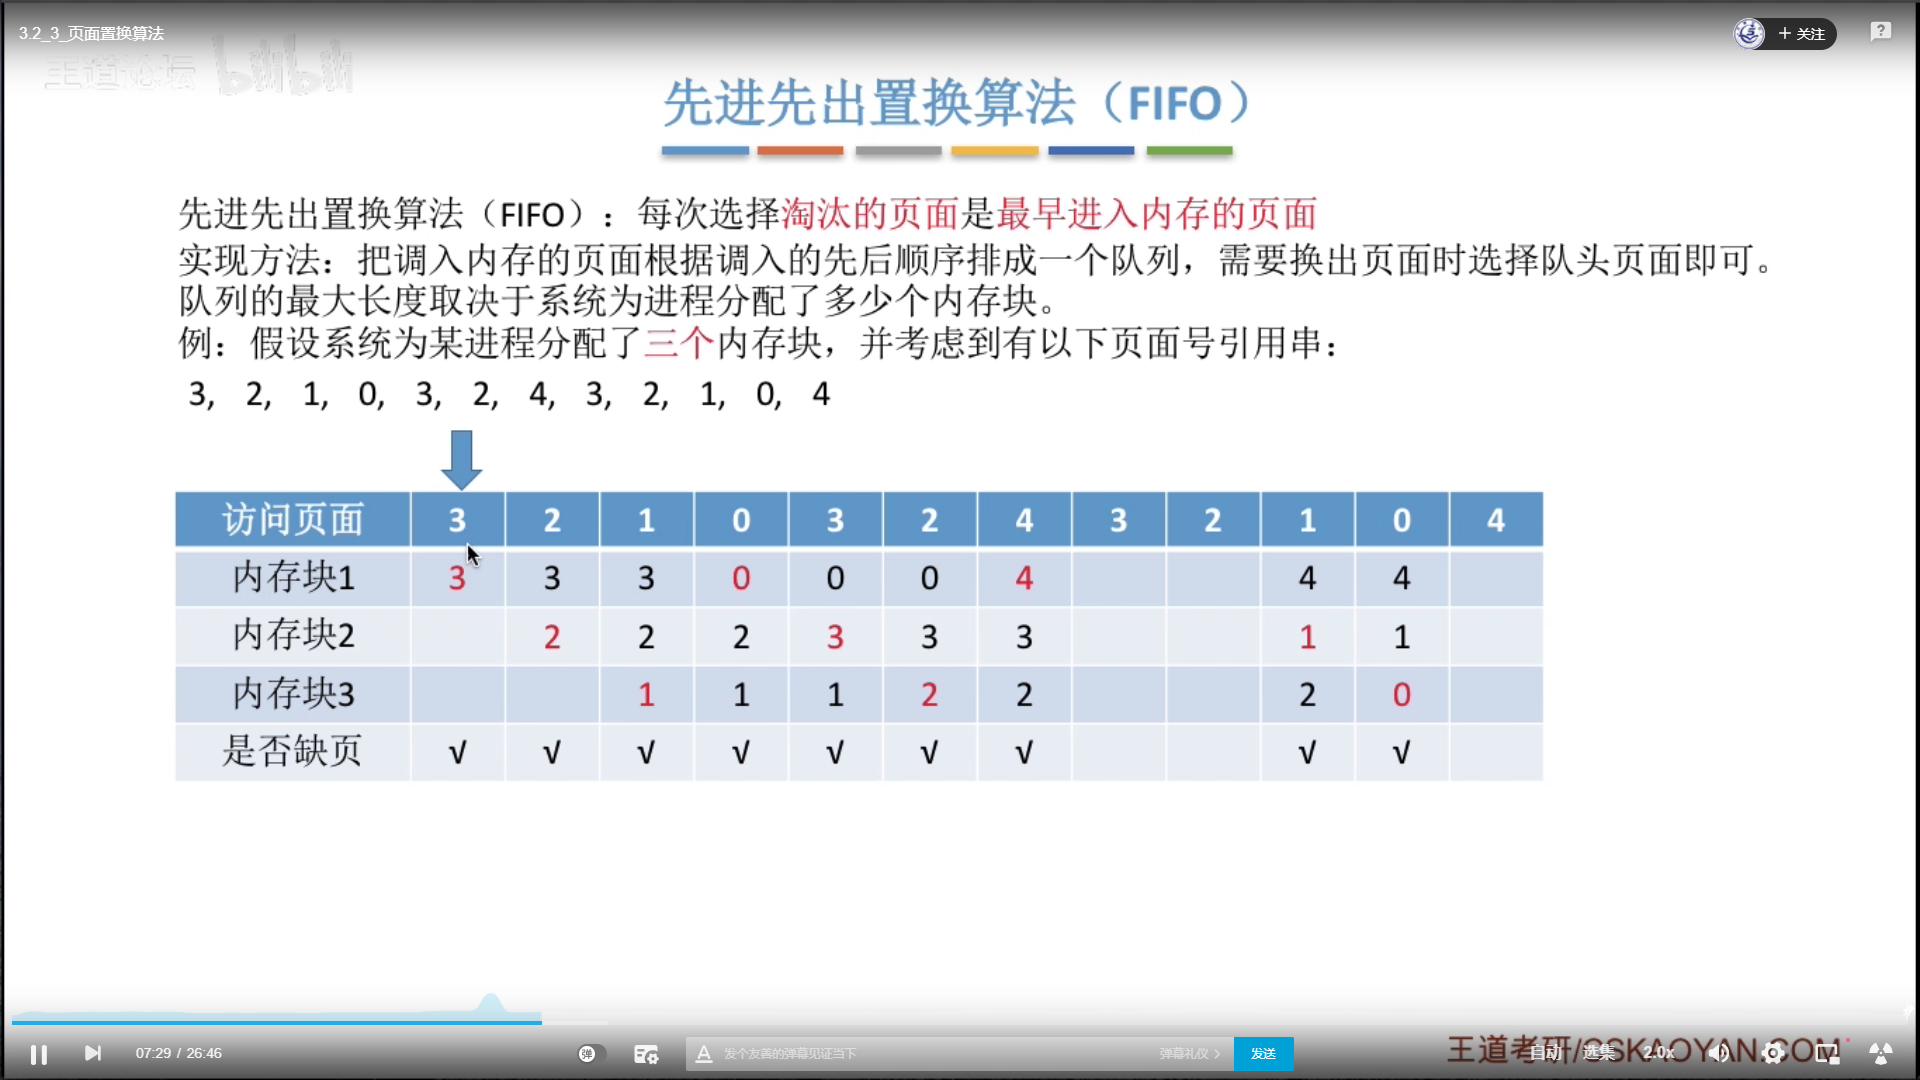 3.2_3_页面置换算法
+ 关注
王道论坛 bilibili
先进先出置换算法（FIFO）
先进先出置换算法（FIFO）：每次选择淘汰的页面是最早进入内存的页面
实现方法：把调入内存的页面根据调入的先后顺序排成一个队列，需要换出页面时选择队头页面即可。
队列的最大长度取决于系统为进程分配了多少个内存块。
例：假设系统为某进程分配了三个内存块，并考虑到有以下页面号引用串：
3, 2, 1, 0, 3, 2, 4, 3, 2, 1, 0, 4
访问页面 3 2 1 0 3 2 4 3 2 1 0 4
内存块1 3 3 3 0 0 0 4 4 4
内存块2 2 2 2 3 3 3 1 1
内存块3 1 1 1 2 2 2 0
是否缺页 √ √ √ √ √ √ √ √ √
07:29 / 26:46
弹
A 发个友善的弹幕见证当下
弹幕礼仪 >
发送
王道考研/CSKAOYAN.COM
自动
选集
2.0x